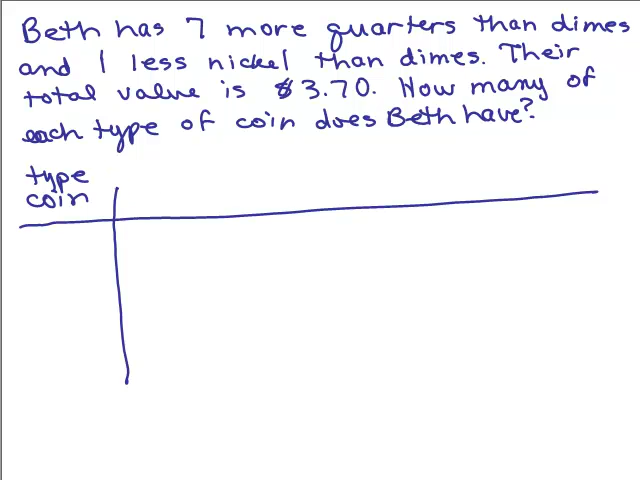 Beth has 7 more quarters than dimes
and 1 less nickel than dimes. Their
total value is $3.70. How many of
each type of coin does Beth have?
type
coin